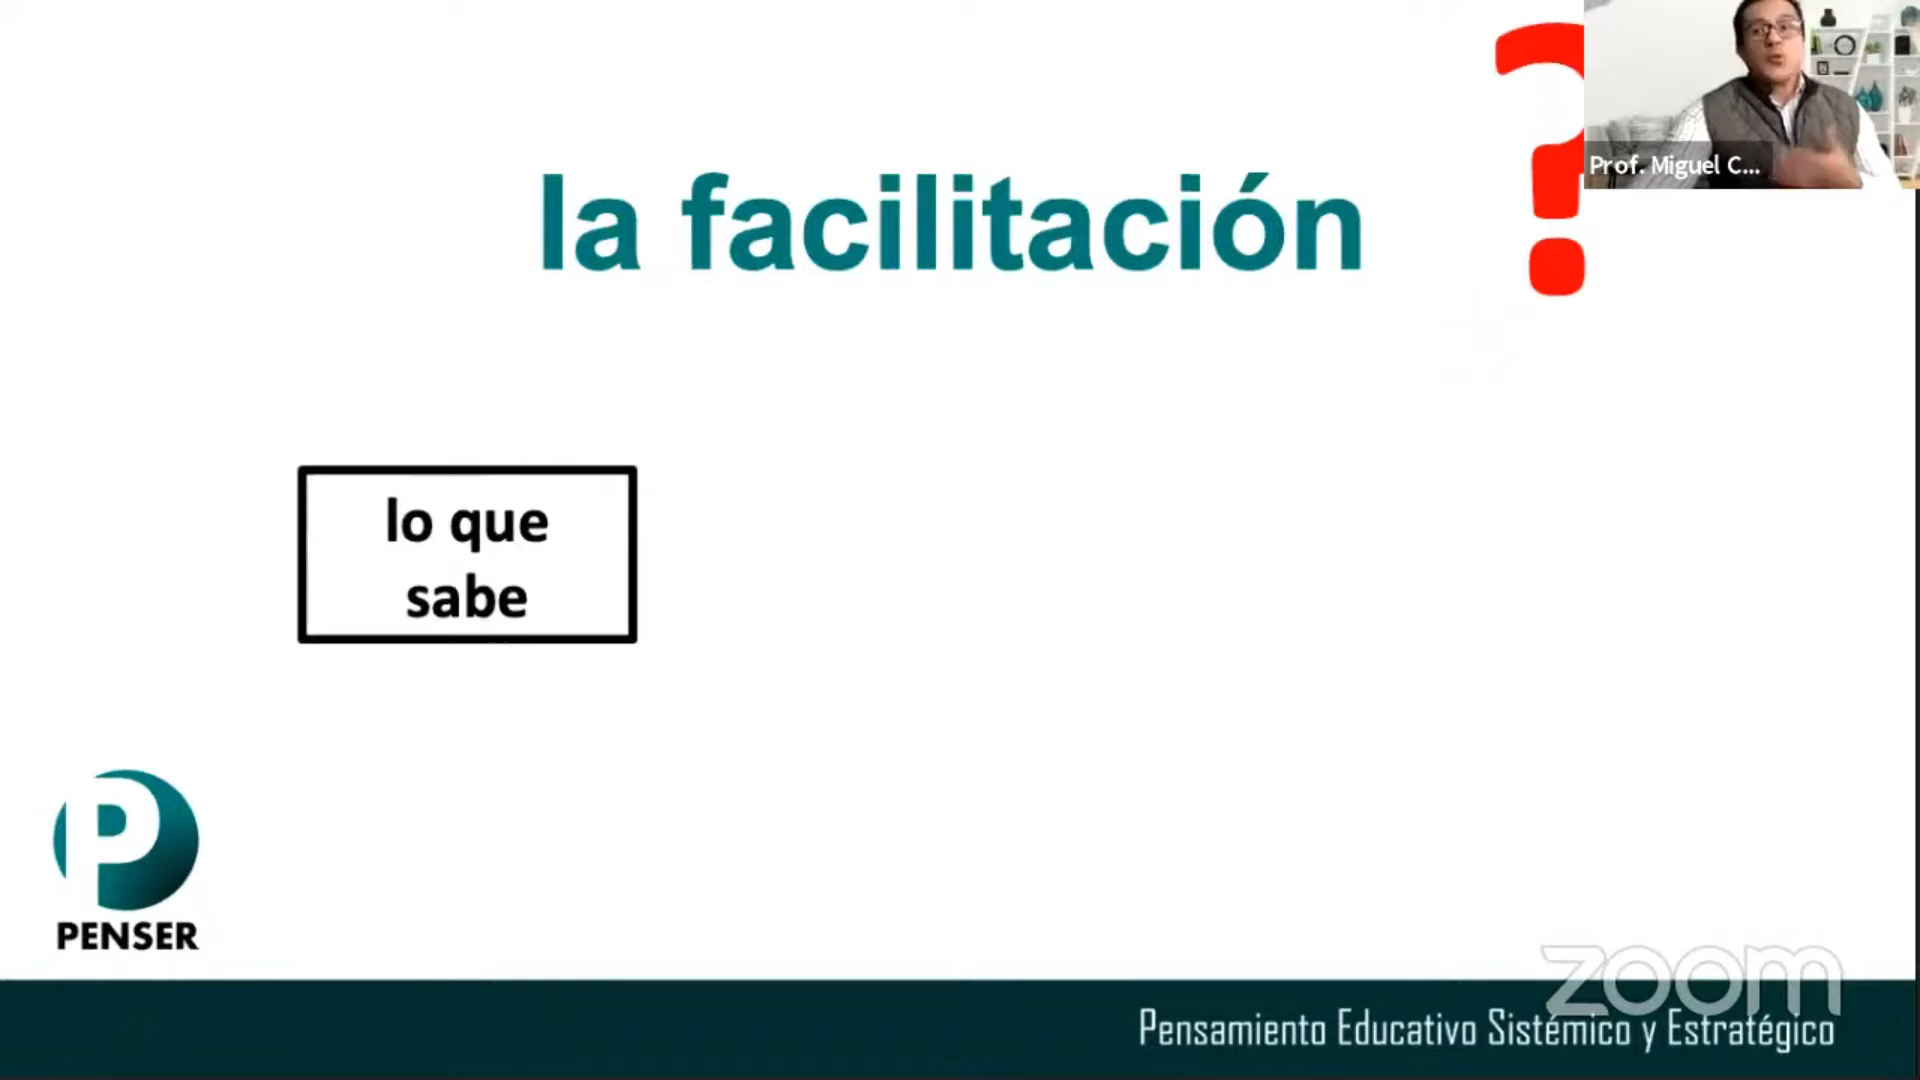 ?
Prof. Miguel C...
la facilitación
lo que
sabe
P
PENSER
zoom
Pensamiento Educativo Sistémico y Estratégico